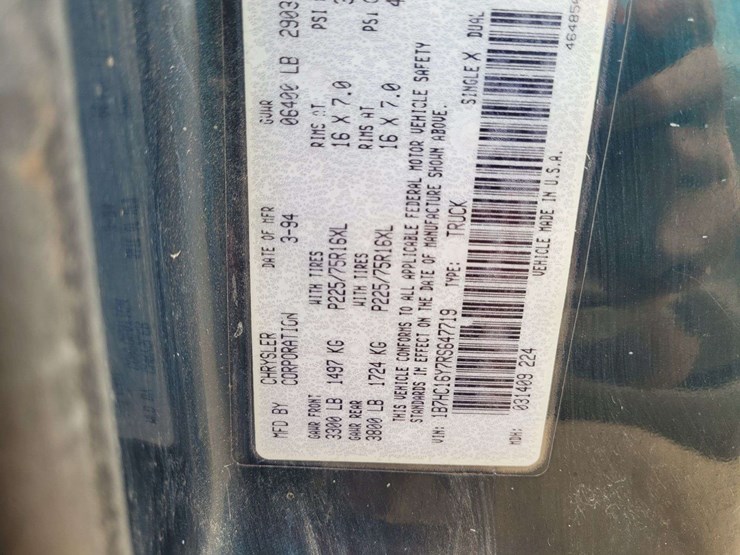 MFD BY CHRYSLER CORPORATION DATE OF MFR 3-94 GVWR 06400 LB 2903
GAWR FRONT WITH TIRES RIMS AT PSI
3300 LB 1497 KG P225/75R16XL 16 X 7.0
GAWR REAR WITH TIRES RIMS AT PSI
3800 LB 1724 KG P225/75R16XL 16 X 7.0
THIS VEHICLE CONFORMS TO ALL APPLICABLE FEDERAL MOTOR VEHICLE SAFETY
STANDARDS IN EFFECT ON THE DATE OF MANUFACTURE SHOWN ABOVE.
VIN: 1B7HC16Y7RS647719 TYPE: TRUCK SINGLE X DUAL
MDH: 031409 224 VEHICLE MADE IN U.S.A. 46485